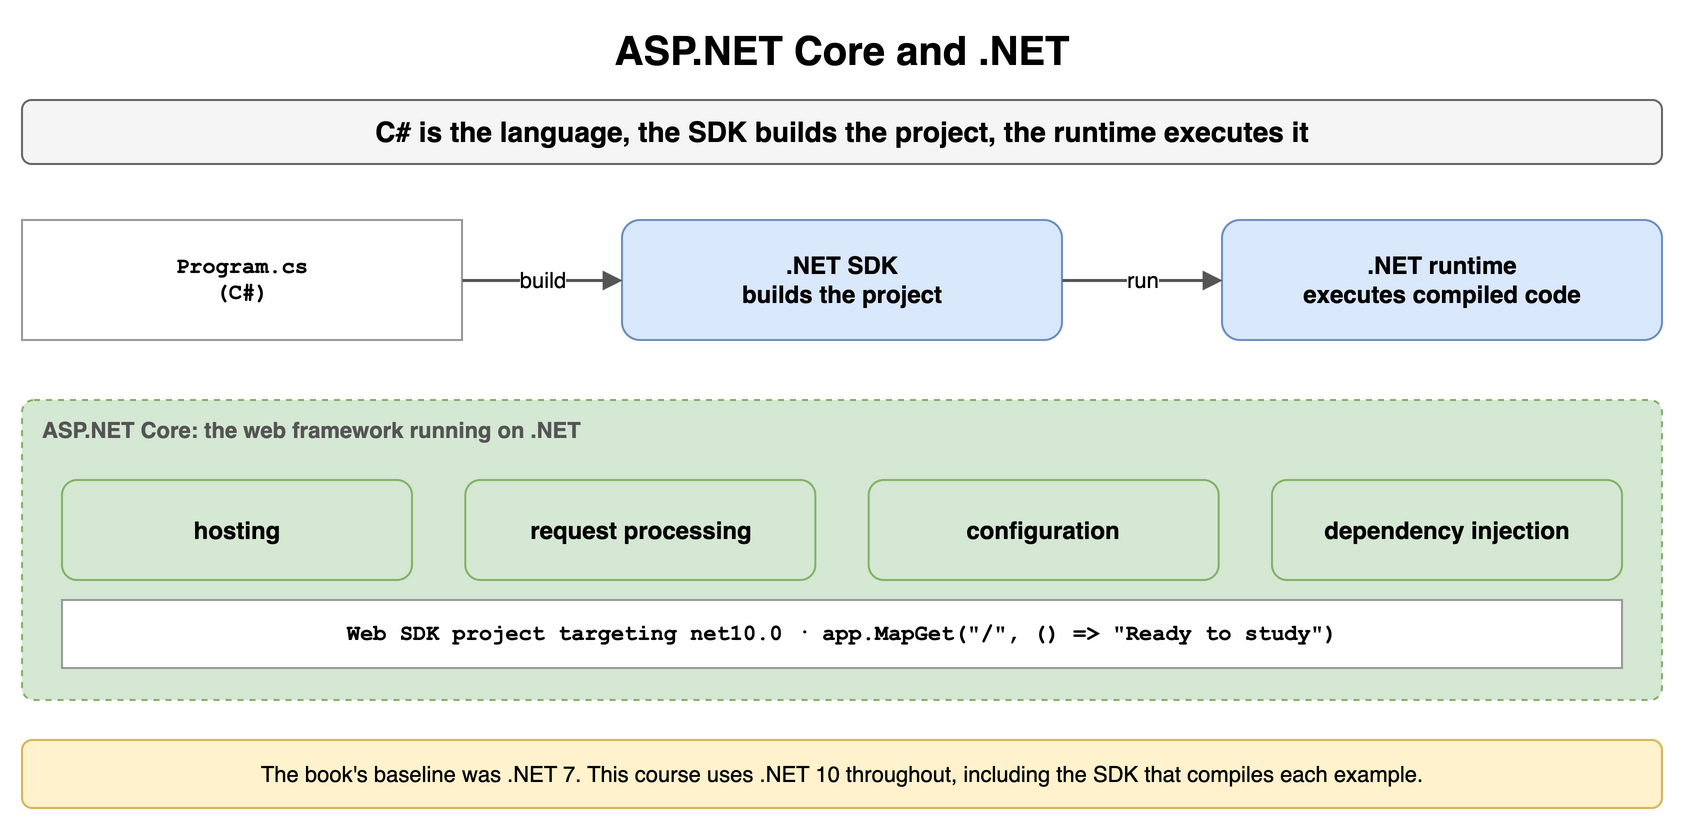 ASP.NET Core and .NET
C# is the language, the SDK builds the project, the runtime executes it
Program.cs
(C#)
build
.NET SDK
builds the project
run
.NET runtime
executes compiled code
ASP.NET Core: the web framework running on .NET
hosting
request processing
configuration
dependency injection
Web SDK project targeting net10.0 · app.MapGet("/", () => "Ready to study")
The book's baseline was .NET 7. This course uses .NET 10 throughout, including the SDK that compiles each example.